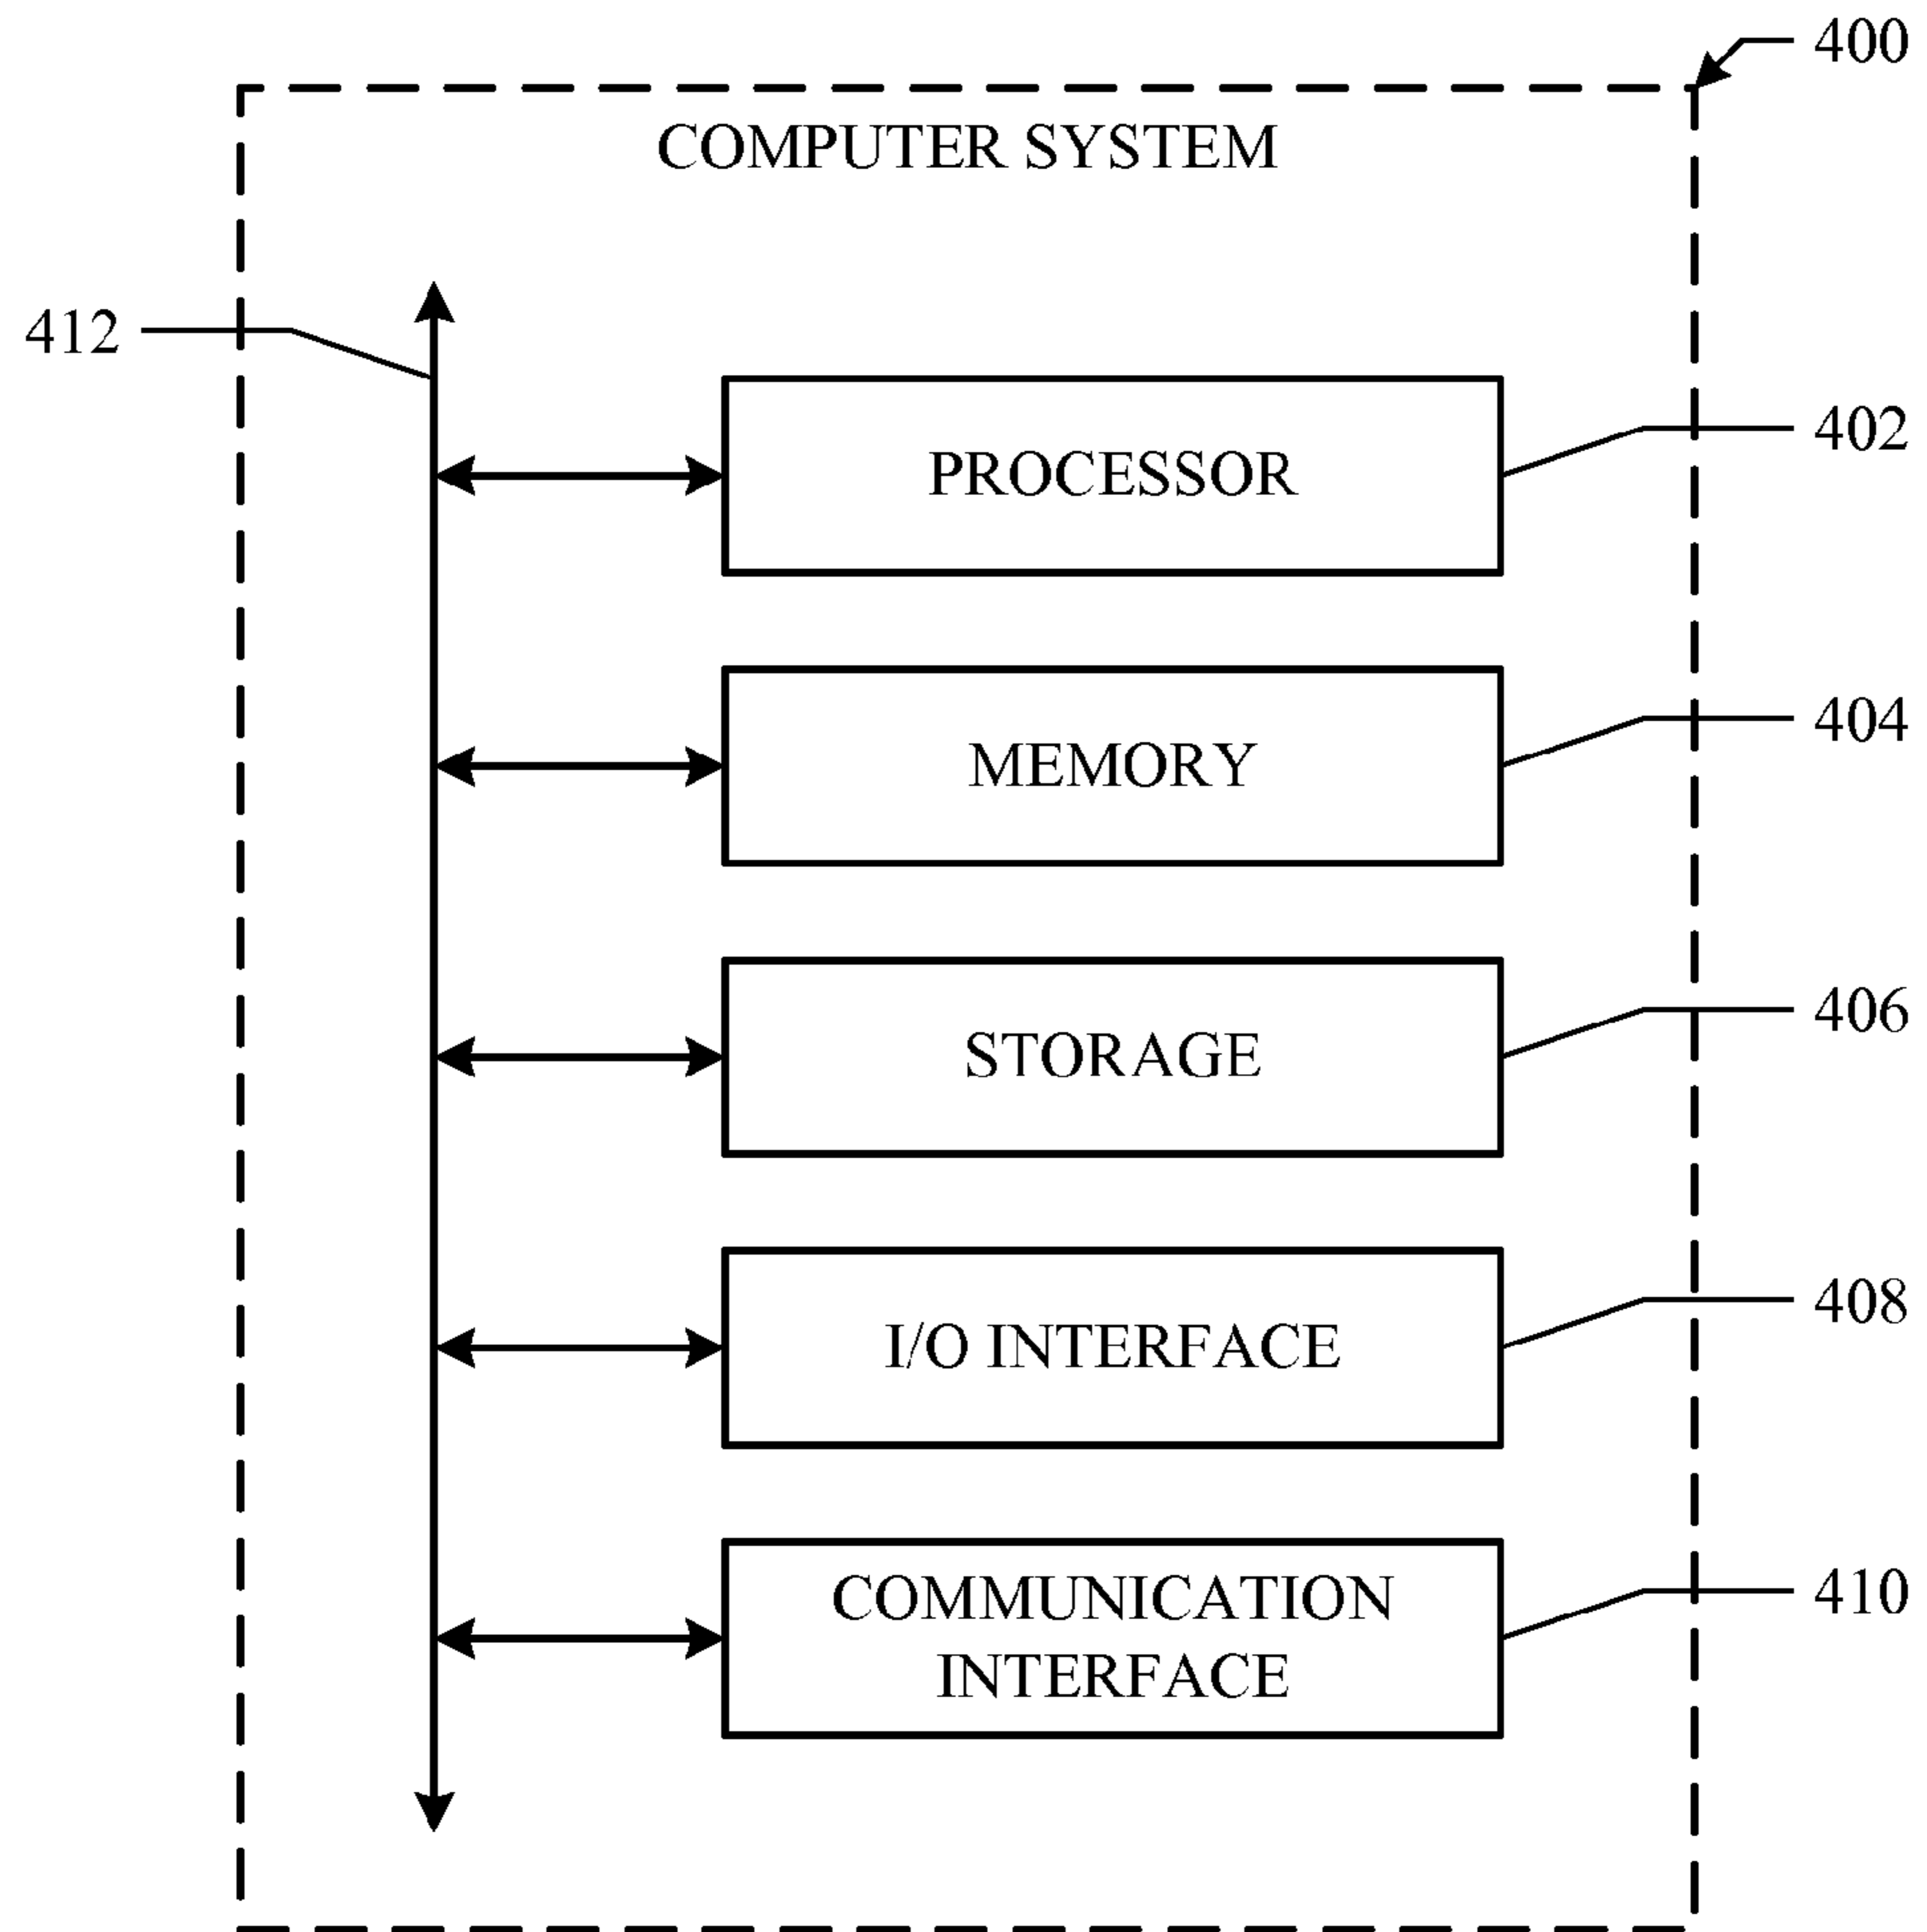 400
COMPUTER SYSTEM
412
PROCESSOR
402
MEMORY
404
STORAGE
406
I/O INTERFACE
408
COMMUNICATION
INTERFACE
410